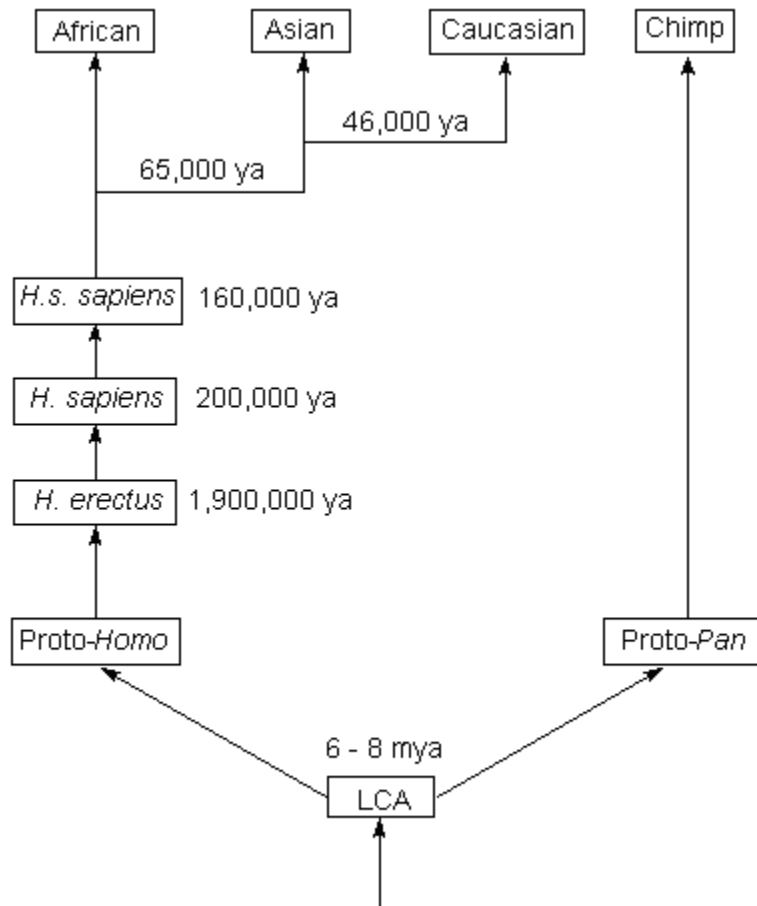 African
Asian
Caucasian
Chimp
46,000 ya
65,000 ya
H.s. sapiens
160,000 ya
H. sapiens
200,000 ya
H. erectus
1,900,000 ya
Proto-Homo
Proto-Pan
6 - 8 mya
LCA